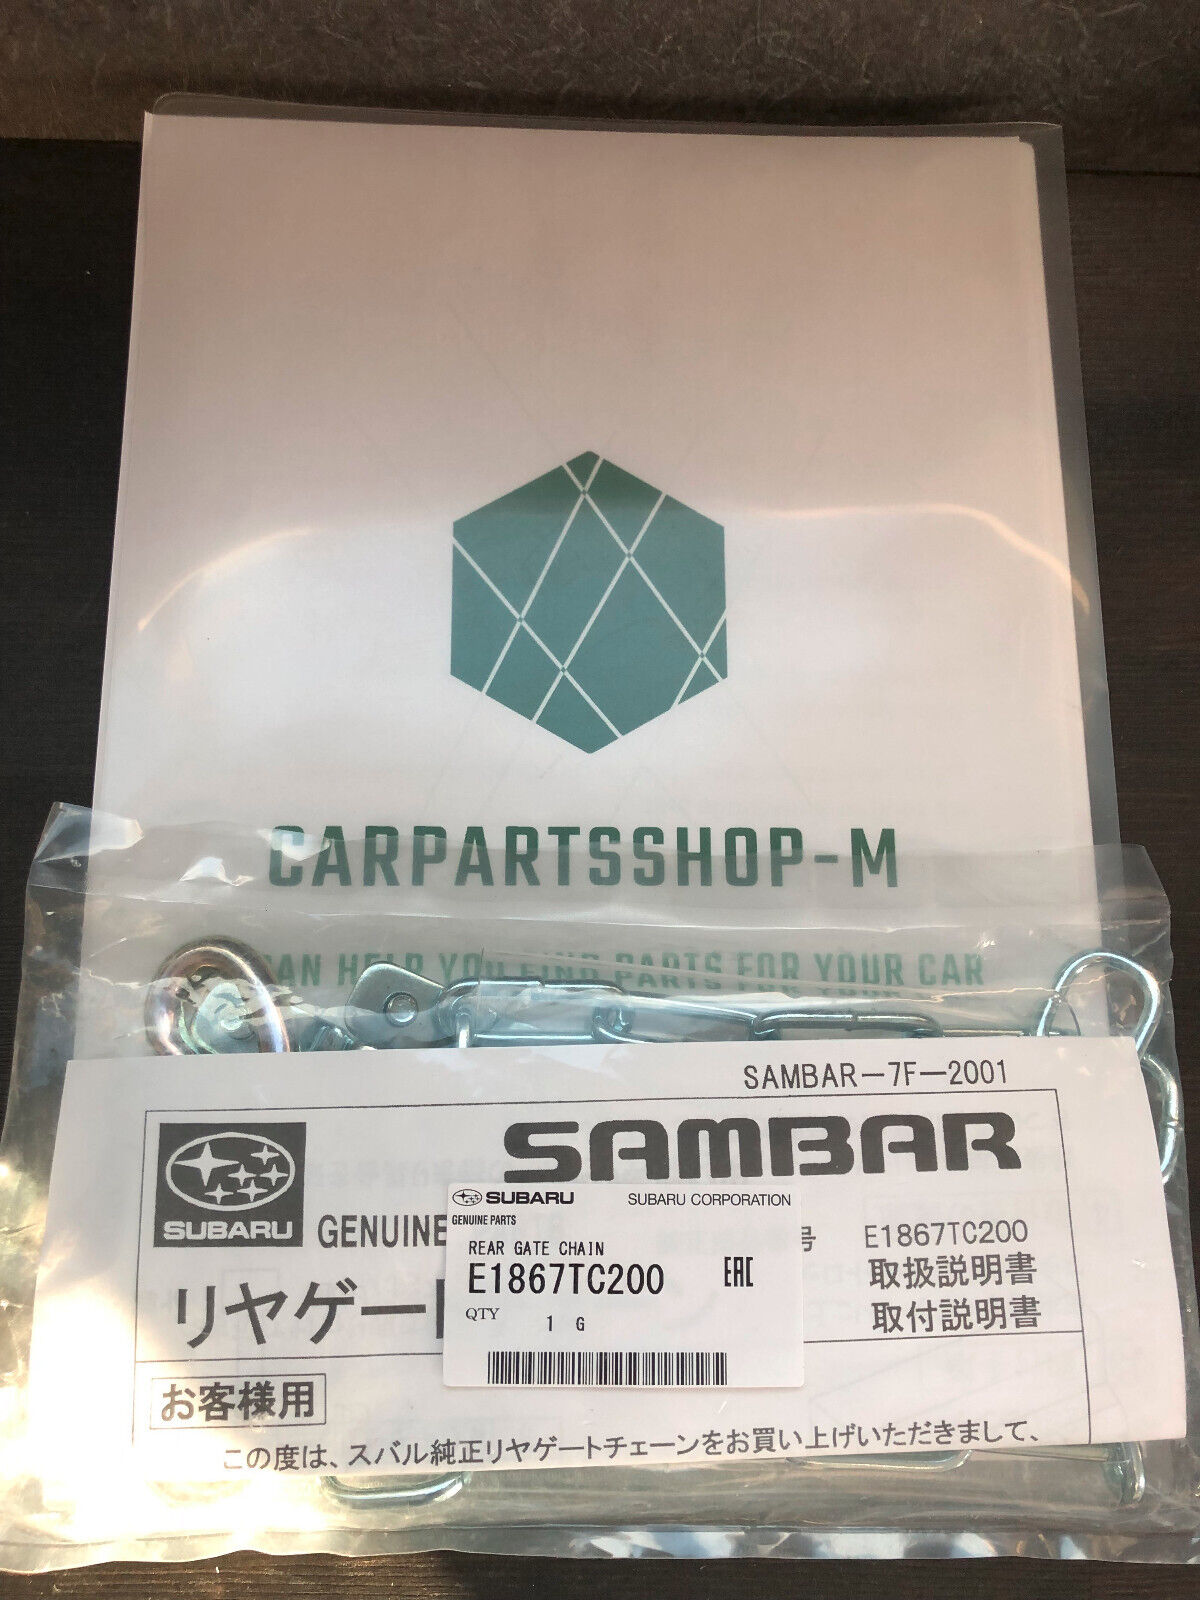 CARPARTSSHOP-M
CAN HELP YOU FIND PARTS FOR YOUR CAR
SAMBAR-7F-2001
SAMBAR
SUBARU
GENUINE
号 E1867TC200
取扱説明書
取付説明書
リヤゲート
SUBARU SUBARU CORPORATION
GENUINE PARTS
REAR GATE CHAIN
E1867TC200 EAC
QTY 1 G
お客様用
この度は、スバル純正リヤゲートチェーンをお買い上げいただきまして、